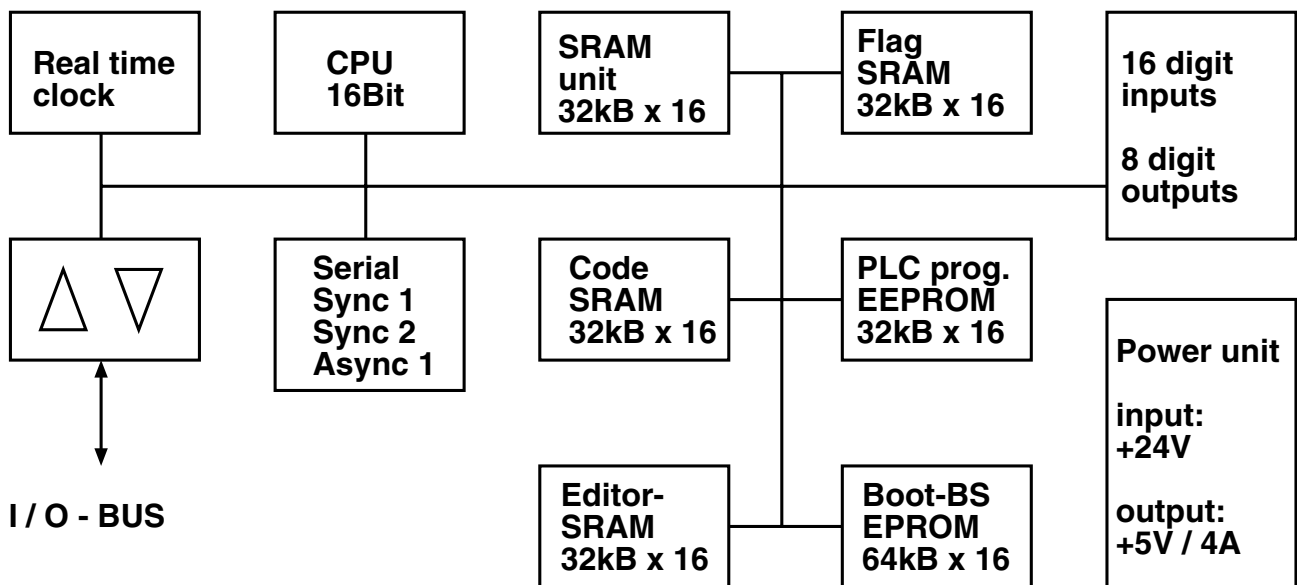 Real time
clock
CPU
16Bit
SRAM
unit
32kB x 16
Flag
SRAM
32kB x 16
16 digit
inputs
8 digit
outputs
Serial
Sync 1
Sync 2
Async 1
Code
SRAM
32kB x 16
PLC prog.
EEPROM
32kB x 16
Power unit
input:
+24V
output:
+5V / 4A
I / O - BUS
Editor-
SRAM
32kB x 16
Boot-BS
EPROM
64kB x 16